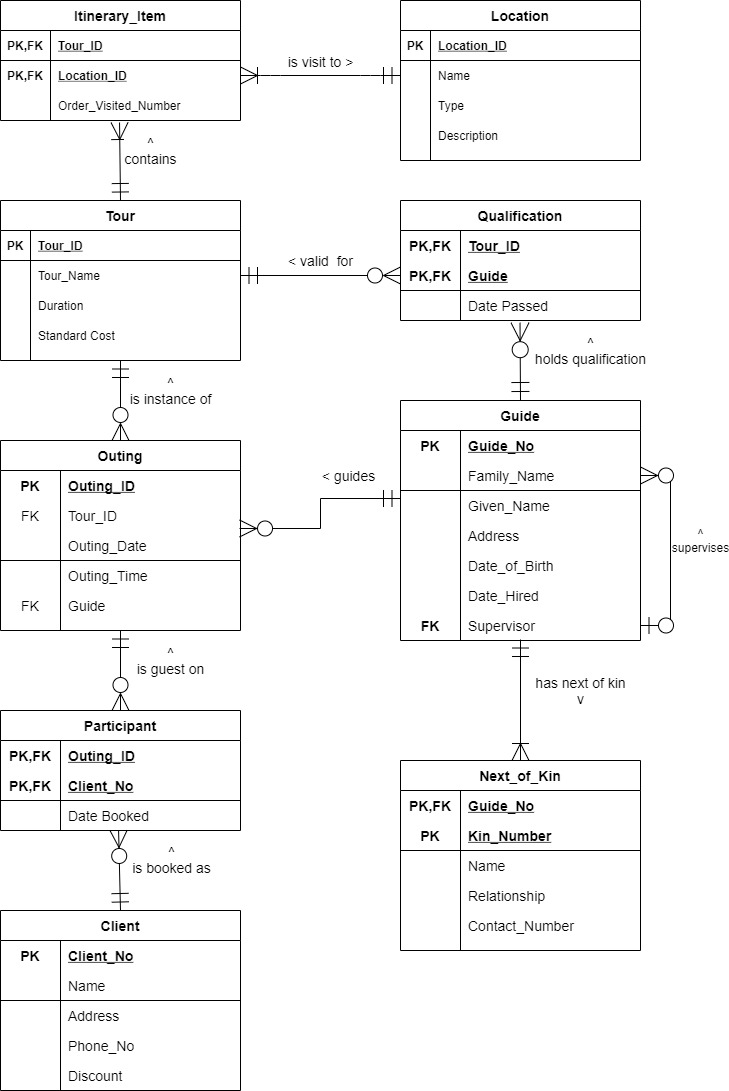 Itinerary_Item
PK,FK Tour_ID
PK,FK Location_ID
Order_Visited_Number
Location
PK Location_ID
Name
Type
Description
is visit to >
^
contains
Tour
PK Tour_ID
Tour_Name
Duration
Standard Cost
< valid for
Qualification
PK,FK Tour_ID
PK,FK Guide
Date Passed
^
is instance of
^
holds qualification
Outing
PK Outing_ID
FK Tour_ID
Outing_Date
Outing_Time
FK Guide
< guides
Guide
PK Guide_No
Family_Name
Given_Name
Address
Date_of_Birth
Date_Hired
FK Supervisor
^
supervises
^
is guest on
has next of kin
v
Participant
PK,FK Outing_ID
PK,FK Client_No
Date Booked
Next_of_Kin
PK,FK Guide_No
PK Kin_Number
Name
Relationship
Contact_Number
^
is booked as
Client
PK Client_No
Name
Address
Phone_No
Discount